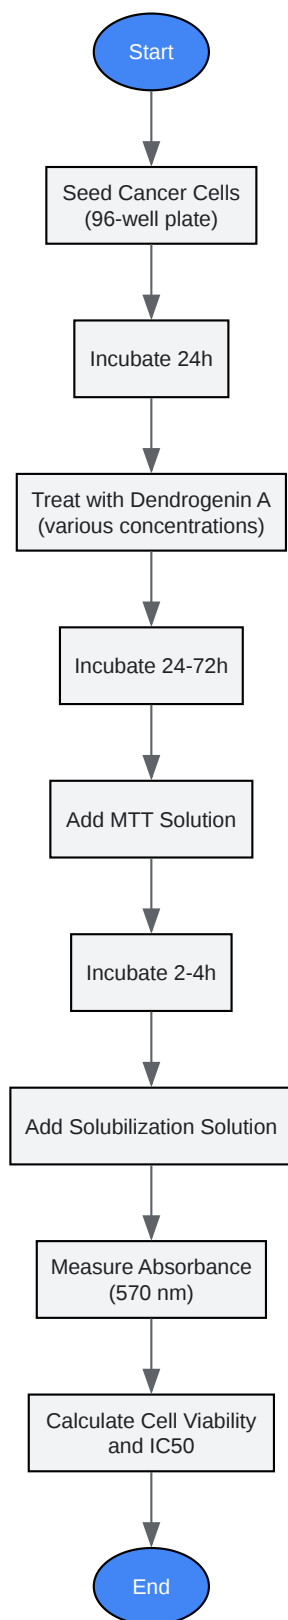 Start
Seed Cancer Cells
(96-well plate)
Incubate 24h
Treat with Dendrogenin A
(various concentrations)
Incubate 24-72h
Add MTT Solution
Incubate 2-4h
Add Solubilization Solution
Measure Absorbance
(570 nm)
Calculate Cell Viability
and IC50
End